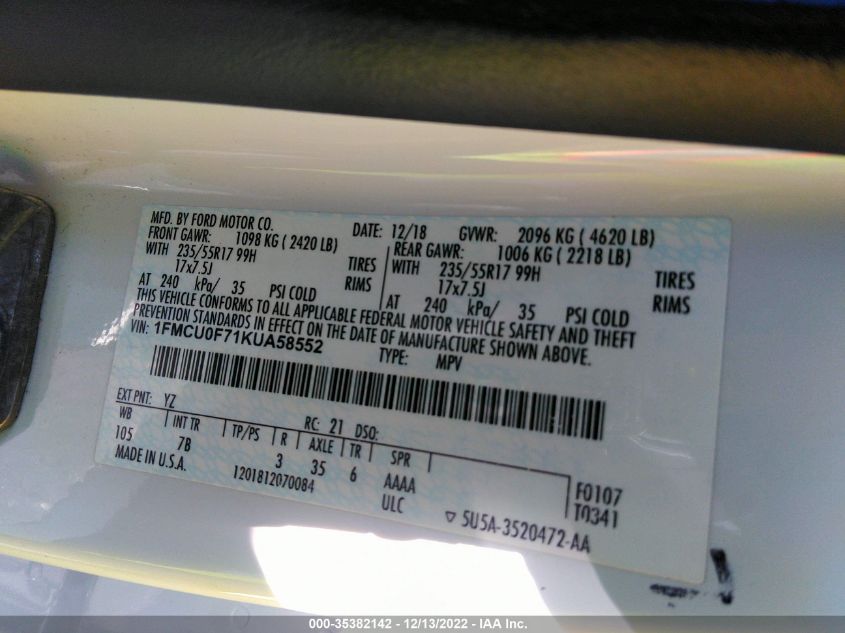 MFD. BY FORD MOTOR CO. DATE: 12/18 GVWR: 2096 KG ( 4620 LB)
FRONT GAWR: 1098 KG ( 2420 LB) REAR GAWR: 1006 KG ( 2218 LB)
WITH 235/55R17 99H TIRES WITH 235/55R17 99H TIRES
17x7.5J RIMS 17x7.5J RIMS
AT 240 kPa/ 35 PSI COLD AT 240 kPa/ 35 PSI COLD
THIS VEHICLE CONFORMS TO ALL APPLICABLE FEDERAL MOTOR VEHICLE SAFETY AND THEFT
PREVENTION STANDARDS IN EFFECT ON THE DATE OF MANUFACTURE SHOWN ABOVE.
VIN: 1FMCU0F71KUA58552 TYPE: MPV
EXT PNT: YZ RC: 21 DSO:
WB INT TR TP/PS R AXLE TR SPR
105 7B 3 35 6 AAAA F0107
MADE IN U.S.A. 1201812070084 ULC T0341
5U5A-3520472-AA
000-35382142 - 12/13/2022 - IAA Inc.